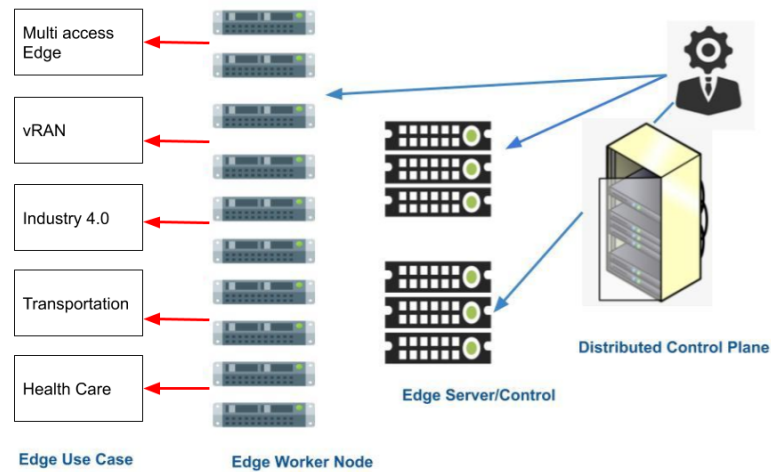 Multi access
Edge
vRAN
Industry 4.0
Transportation
Health Care
Edge Use Case
Edge Worker Node
Edge Server/Control
Distributed Control Plane